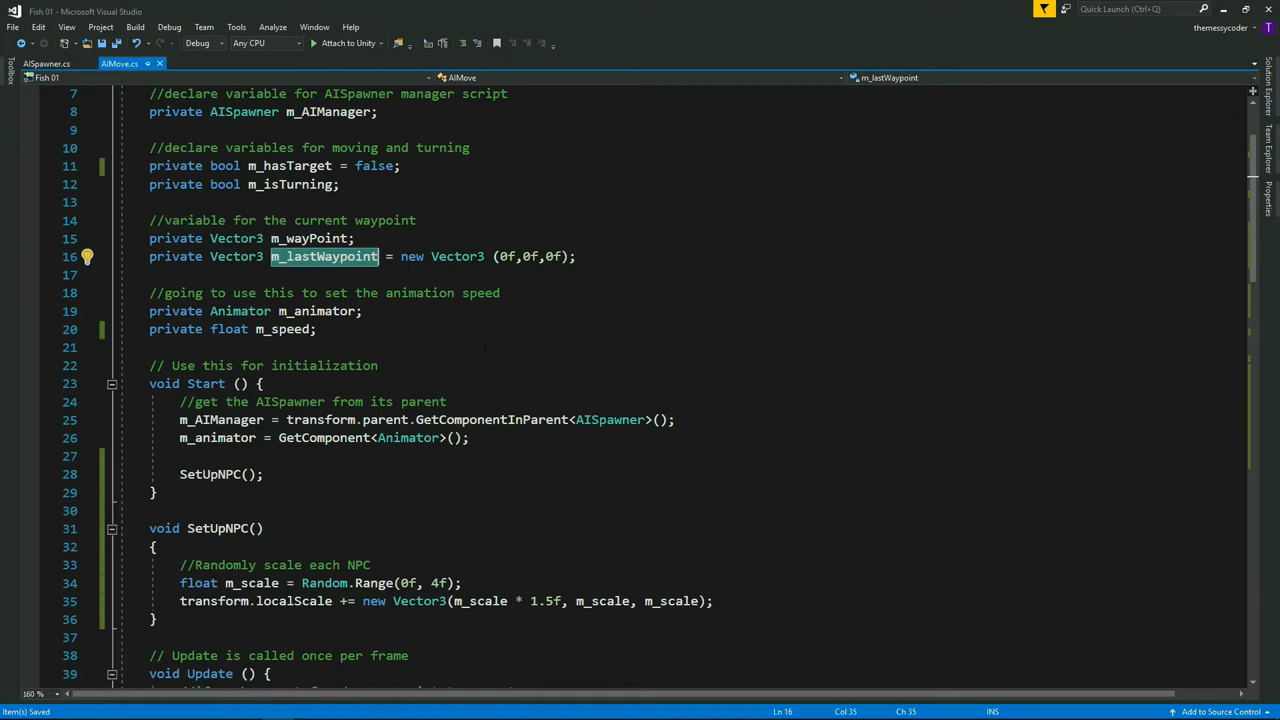 Fish 01 - Microsoft Visual Studio
Quick Launch (Ctrl+Q)
File Edit View Project Build Debug Team Tools Analyze Window Help
themessycoder T
Debug Any CPU Attach to Unity
Toolbox
AISpawner.cs AIMove.cs
Fish 01 AIMove m_lastWaypoint
7 //declare variable for AISpawner manager script
8 private AISpawner m_AIManager;
9
10 //declare variables for moving and turning
11 private bool m_hasTarget = false;
12 private bool m_isTurning;
13
14 //variable for the current waypoint
15 private Vector3 m_wayPoint;
16 private Vector3 m_lastWaypoint = new Vector3 (0f,0f,0f);
17
18 //going to use this to set the animation speed
19 private Animator m_animator;
20 private float m_speed;
21
22 // Use this for initialization
23 void Start () {
24 //get the AISpawner from its parent
25 m_AIManager = transform.parent.GetComponentInParent<AISpawner>();
26 m_animator = GetComponent<Animator>();
27
28 SetUpNPC();
29 }
30
31 void SetUpNPC()
32 {
33 //Randomly scale each NPC
34 float m_scale = Random.Range(0f, 4f);
35 transform.localScale += new Vector3(m_scale * 1.5f, m_scale, m_scale);
36 }
37
38 // Update is called once per frame
39 void Update () {
Solution Explorer
Team Explorer
Properties
160 %
Item(s) Saved Ln 16 Col 35 Ch 35 INS Add to Source Control